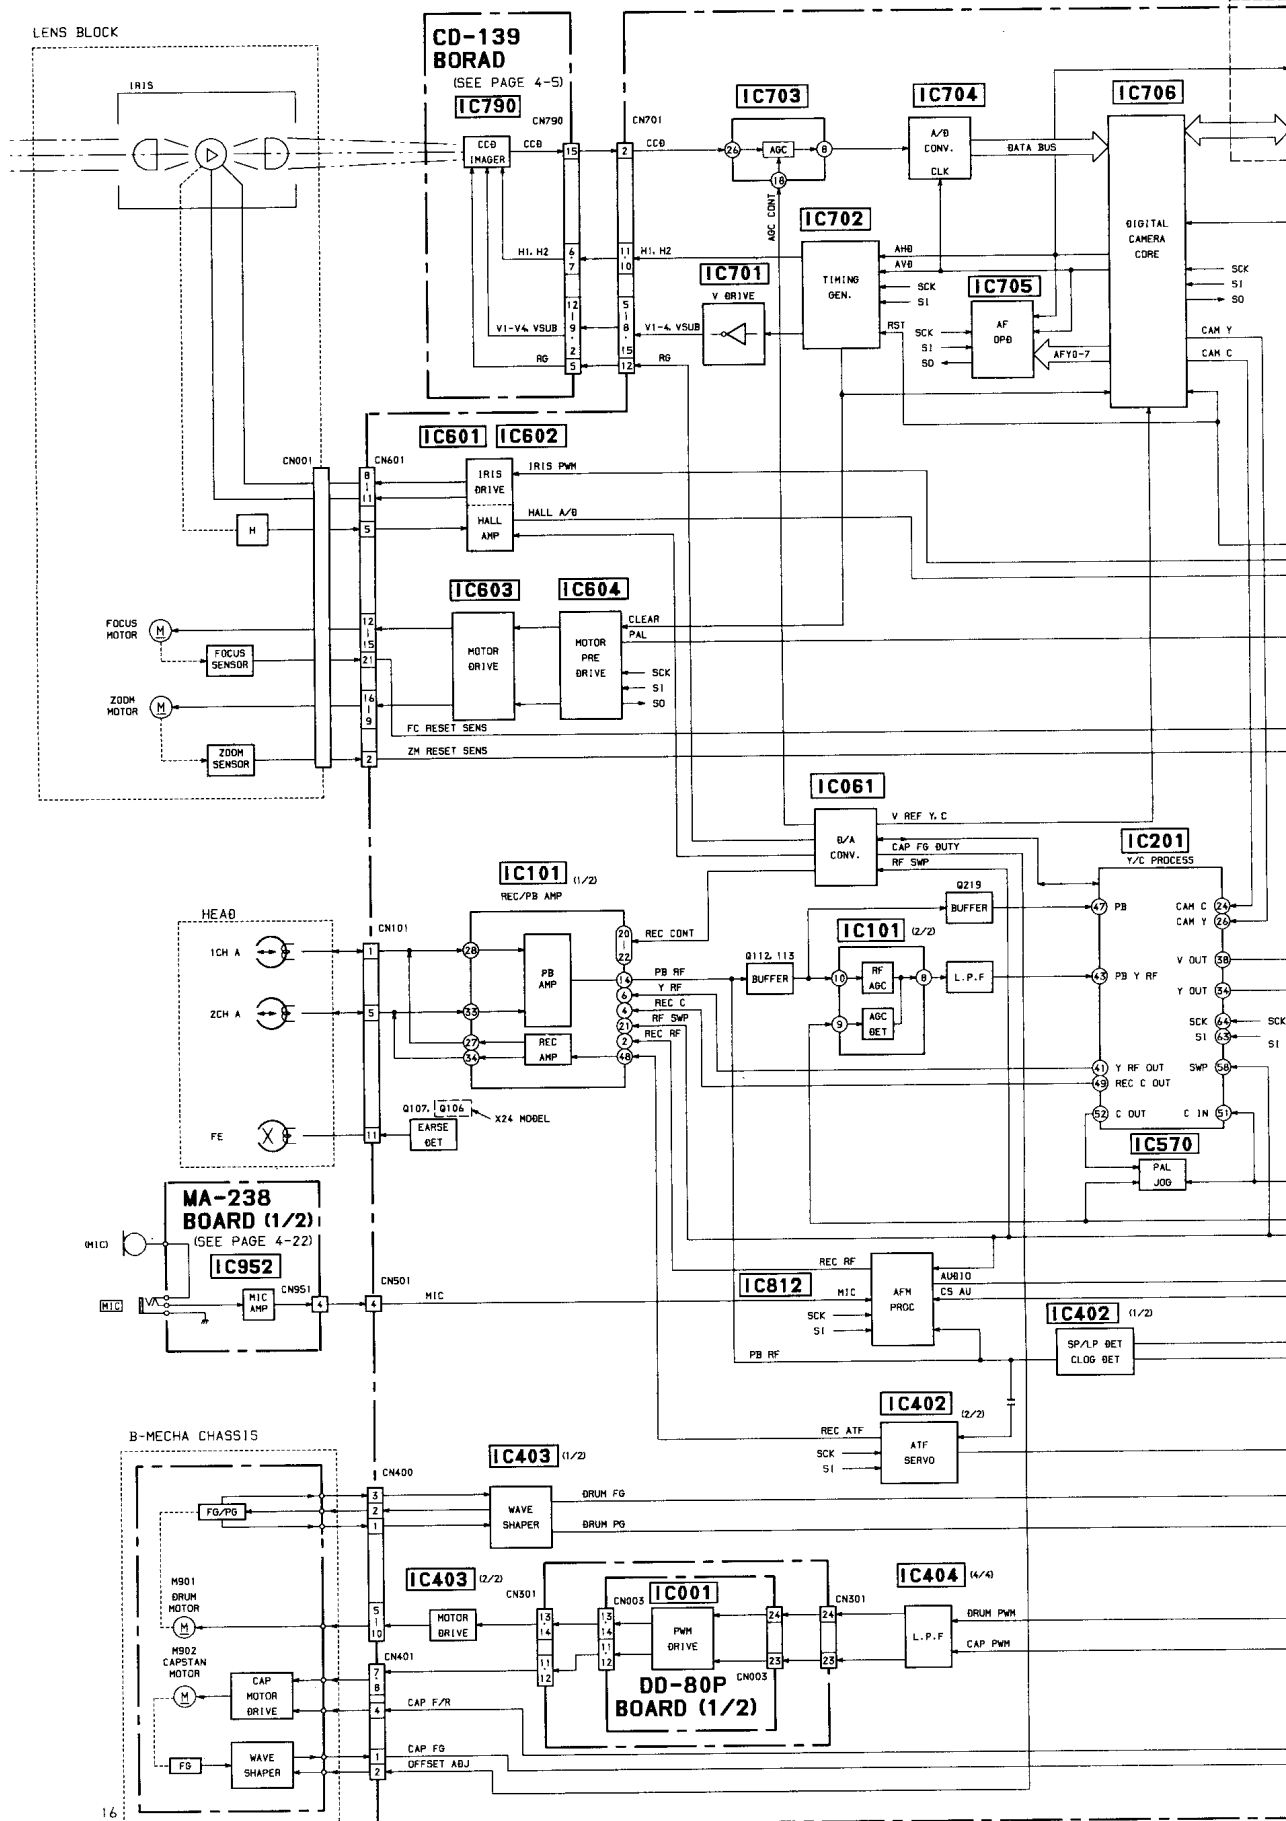 LENS BLOCK
IRIS
CD-139
BORAD
(SEE PAGE 4-5)
IC790
CN790
CN701
CCD
IMAGER
CCD
15
2
CCD
IC703
26
AGC
8
18
AGC CONT
IC704
A/D
CONV.
CLK
DATA BUS
IC706
DIGITAL
CAMERA
CORE
SCK
SI
SO
CAM Y
CAM C
H1, H2
6
7
11
10
H1, H2
IC702
TIMING
GEN.
AHD
AVD
SCK
SI
RST
IC701
V DRIVE
V1-V4, VSUB
12
9
2
5
8
15
V1-4, VSUB
RG
5
12
RG
IC705
AF
OPD
SCK
SI
SO
AFY0-7
IC601
IC602
CN001
CN601
8
11
IRIS
DRIVE
IRIS PWM
H
5
HALL
AMP
HALL A/D
IC603
IC604
FOCUS
MOTOR
M
12
15
FOCUS
SENSOR
21
MOTOR
DRIVE
MOTOR
PRE
DRIVE
CLEAR
PAL
SCK
SI
SO
ZOOM
MOTOR
M
16
9
FC RESET SENS
ZOOM
SENSOR
2
ZM RESET SENS
IC061
D/A
CONV.
V REF Y, C
CAP FG DUTY
RF SWP
IC101 (1/2)
REC/PB AMP
HEAD
CN101
1CH A
1
28
2CH A
5
33
27
34
PB
AMP
REC
AMP
20
22
REC CONT
14
PB RF
6
Y RF
4
REC C
21
RF SWP
2
REC RF
48
FE
11
Q107, Q106
X24 MODEL
EARSE
DET
Q112, 113
BUFFER
Q219
BUFFER
IC101 (2/2)
10
RF
AGC
8
9
AGC
DET
L.P.F
IC201
Y/C PROCESS
47
PB
CAM C
24
CAM Y
26
V OUT
38
43
PB Y RF
Y OUT
34
SCK
64
SCK
SI
63
SI
41
Y RF OUT
SWP
58
49
REC C OUT
52
C OUT
C IN
51
IC570
PAL
JOG
MA-238
BOARD (1/2)
(SEE PAGE 4-22)
(MIC)
IC952
CN951
CN501
MIC
MIC
AMP
4
4
MIC
IC812
REC RF
MIC
SCK
SI
AFM
PROC
AUDIO
CS AU
PB RF
IC402 (1/2)
SP/LP DET
CLOG DET
IC402 (2/2)
REC ATF
SCK
SI
ATF
SERVO
B-MECHA CHASSIS
IC403 (1/2)
CN400
FG/PG
3
2
1
WAVE
SHAPER
DRUM FG
DRUM PG
M901
DRUM
MOTOR
M
5
10
IC403 (2/2)
MOTOR
DRIVE
CN301
13
14
11
12
CN003
13
14
11
12
IC001
PWM
DRIVE
24
23
CN003
CN301
24
23
IC404 (4/4)
L.P.F
DRUM PWM
CAP PWM
DD-80P
BOARD (1/2)
M902
CAPSTAN
MOTOR
M
CAP
MOTOR
DRIVE
CN401
7
8
4
CAP F/R
FG
WAVE
SHAPER
1
CAP FG
2
OFFSET ADJ
16